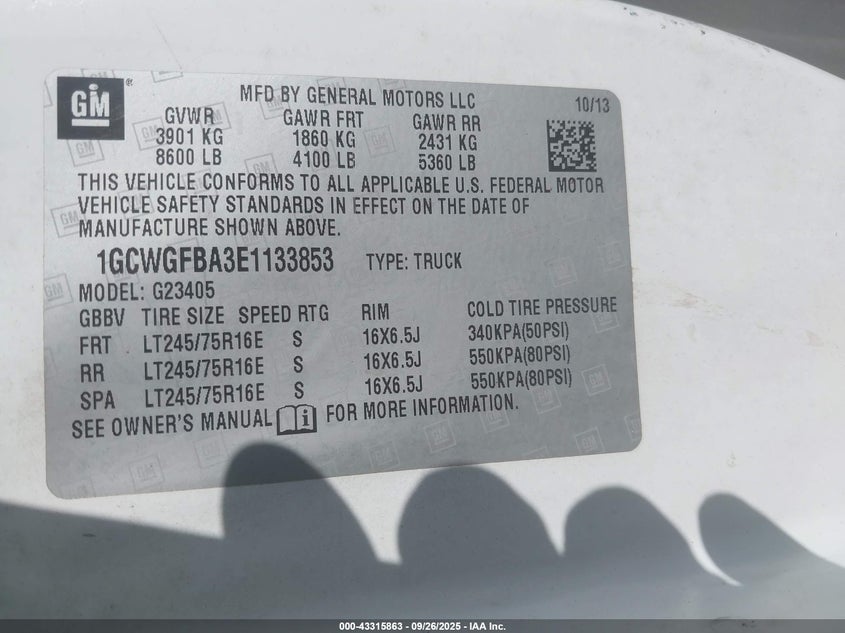 GM ®
MFD BY GENERAL MOTORS LLC 10/13
GVWR GAWR FRT GAWR RR
3901 KG 1860 KG 2431 KG
8600 LB 4100 LB 5360 LB
THIS VEHICLE CONFORMS TO ALL APPLICABLE U.S. FEDERAL MOTOR
VEHICLE SAFETY STANDARDS IN EFFECT ON THE DATE OF
MANUFACTURE SHOWN ABOVE.
1GCWGFBA3E1133853 TYPE: TRUCK
MODEL: G23405
GBBV TIRE SIZE SPEED RTG RIM COLD TIRE PRESSURE
FRT LT245/75R16E S 16X6.5J 340KPA(50PSI)
RR LT245/75R16E S 16X6.5J 550KPA(80PSI)
SPA LT245/75R16E S 16X6.5J 550KPA(80PSI)
SEE OWNER'S MANUAL i FOR MORE INFORMATION.
000-43315863 - 09/26/2025 - IAA Inc.